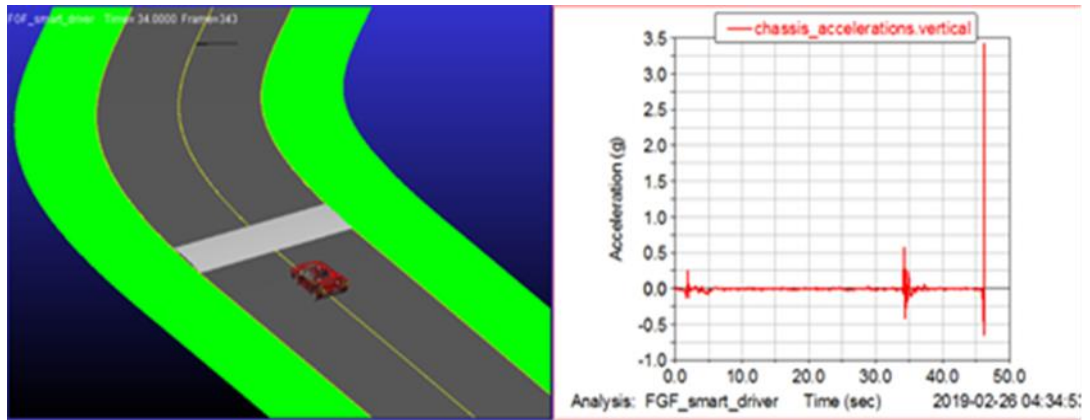 FGF_smart_driver Time= 34.0000 Frame=343
chassis_accelerations.vertical
3.5
3.0
2.5
2.0
1.5
1.0
0.5
0.0
-0.5
-1.0
Acceleration (g)
0.0 10.0 20.0 30.0 40.0 50.0
Analysis: FGF_smart_driver Time (sec) 2019-02-26 04:34:5